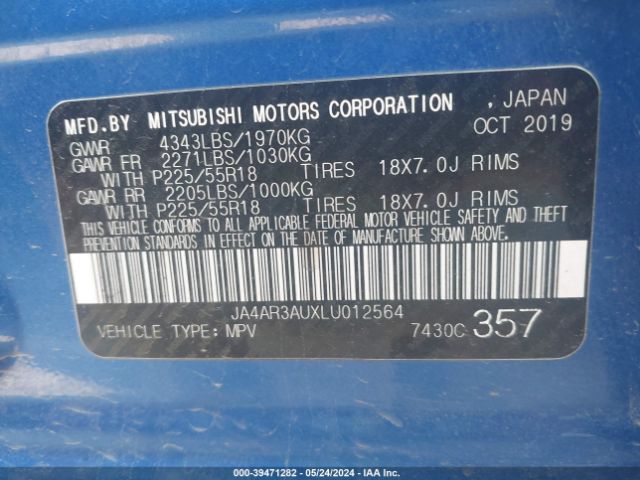 MFD.BY MITSUBISHI MOTORS CORPORATION , JAPAN
GVWR 4343LBS/1970KG OCT 2019
GAWR FR 2271LBS/1030KG
WITH P225/55R18 TIRES 18X7.0J RIMS
GAWR RR 2205LBS/1000KG
WITH P225/55R18 TIRES 18X7.0J RIMS
THIS VEHICLE CONFORMS TO ALL APPLICABLE FEDERAL MOTOR VEHICLE SAFETY AND THEFT
PREVENTION STANDARDS IN EFFECT ON THE DATE OF MANUFACTURE SHOWN ABOVE.
JA4AR3AUXLU012564
VEHICLE TYPE:MPV 7430C 357
000-39471282 - 05/24/2024 - IAA Inc.